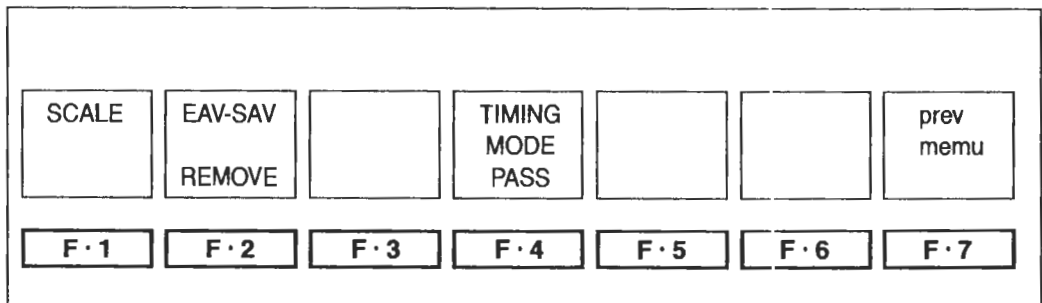 SCALE
EAV-SAV
REMOVE
TIMING
MODE
PASS
prev
memu
F·1
F·2
F·3
F·4
F·5
F·6
F·7